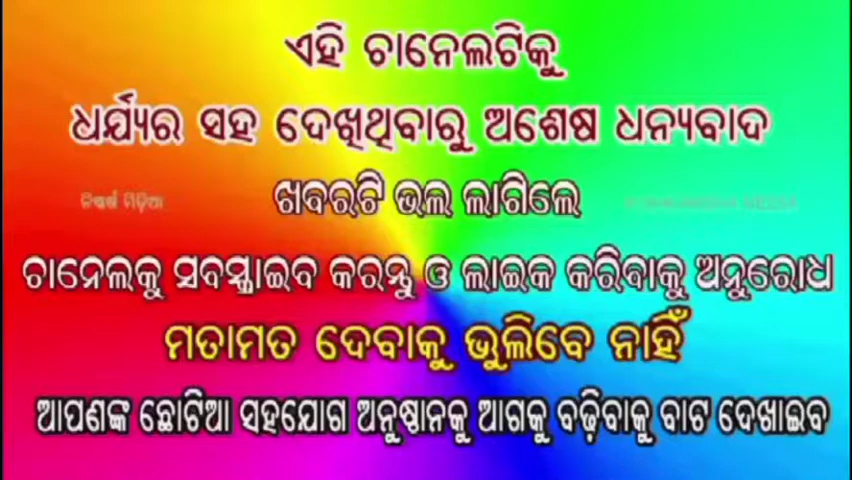 ଏହି ଚାନେଲଟିକୁ
ଧର୍ଯ୍ୟର ସହ ଦେଖିଥିବାରୁ ଅଶେଷ ଧନ୍ୟବାଦ
ଖବରଟି ଭଲ ଲାଗିଲେ
ଚାନେଲକୁ ସବସ୍କ୍ରାଇବ କରନ୍ତୁ ଓ ଲାଇକ କରିବାକୁ ଅନୁରୋଧ
ମତାମତ ଦେବାକୁ ଭୁଲିବେ ନାହିଁ
ଆପଣଙ୍କ ଛୋଟିଆ ସହଯୋଗ ଅନୁଷ୍ଠାନକୁ ଆଗକୁ ବଢ଼ିବାକୁ ବାଟ ଦେଖାଇବ